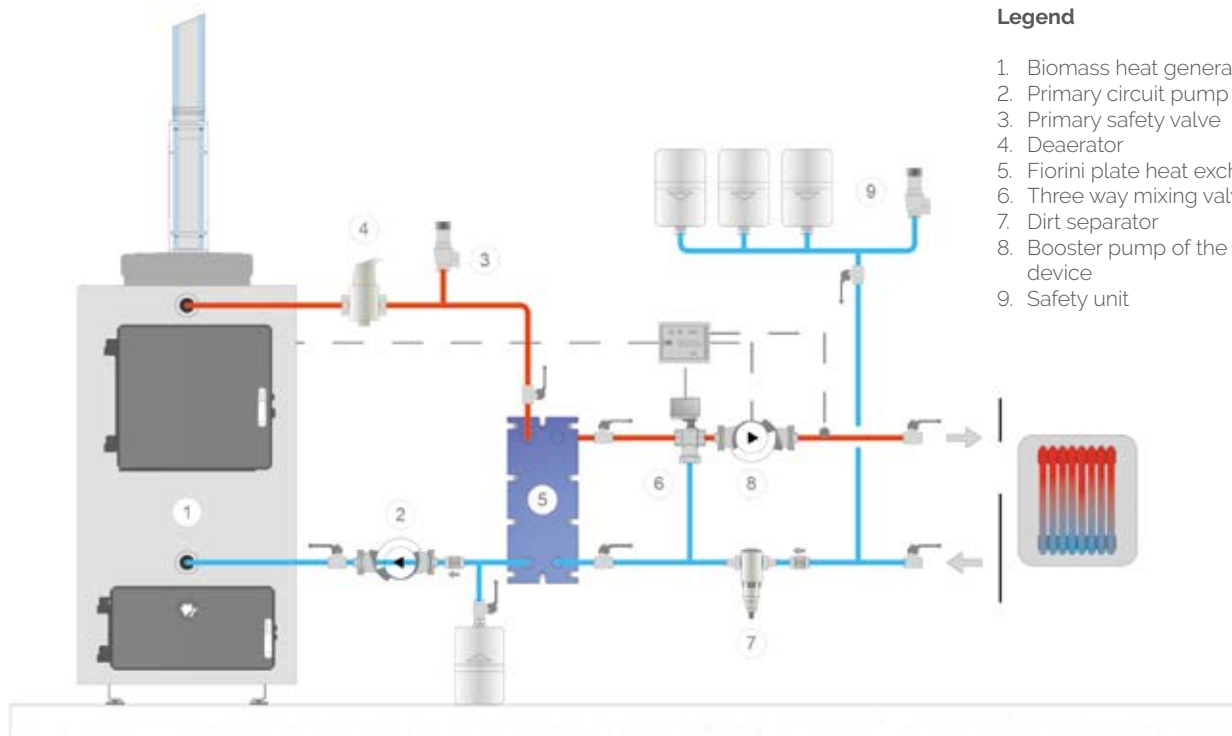 Legend
1. Biomass heat genera
2. Primary circuit pump
3. Primary safety valve
4. Deaerator
5. Fiorini plate heat exch
6. Three way mixing valv
7. Dirt separator
8. Booster pump of the
device
9. Safety unit
4
3
9
1
2
5
6
8
7